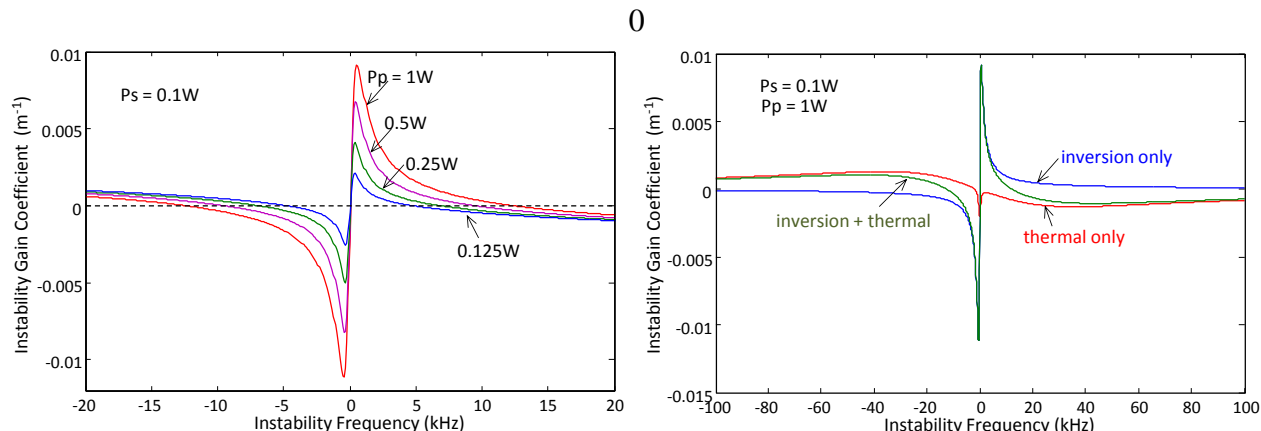 0
0.01
0.005
0
-0.005
-0.01
Instability Gain Coefficient (m⁻¹)
Ps = 0.1W
Pp = 1W
0.5W
0.25W
0.125W
-20 -15 -10 -5 0 5 10 15 20
Instability Frequency (kHz)
0.01
0.005
0
-0.005
-0.01
-0.015
Instability Gain Coefficient (m⁻¹)
Ps = 0.1W
Pp = 1W
inversion only
inversion + thermal
thermal only
-100 -80 -60 -40 -20 0 20 40 60 80 100
Instability Frequency (kHz)